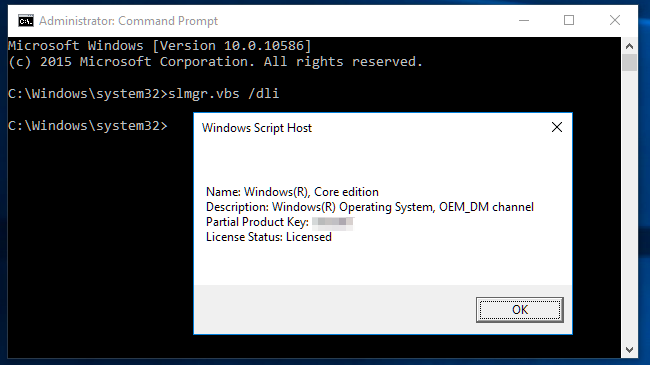 Administrator: Command Prompt
Microsoft Windows [Version 10.0.10586]
(c) 2015 Microsoft Corporation. All rights reserved.
C:\Windows\system32>slmgr.vbs /dli
C:\Windows\system32>
Windows Script Host
Name: Windows(R), Core edition
Description: Windows(R) Operating System, OEM_DM channel
Partial Product Key:
License Status: Licensed
OK